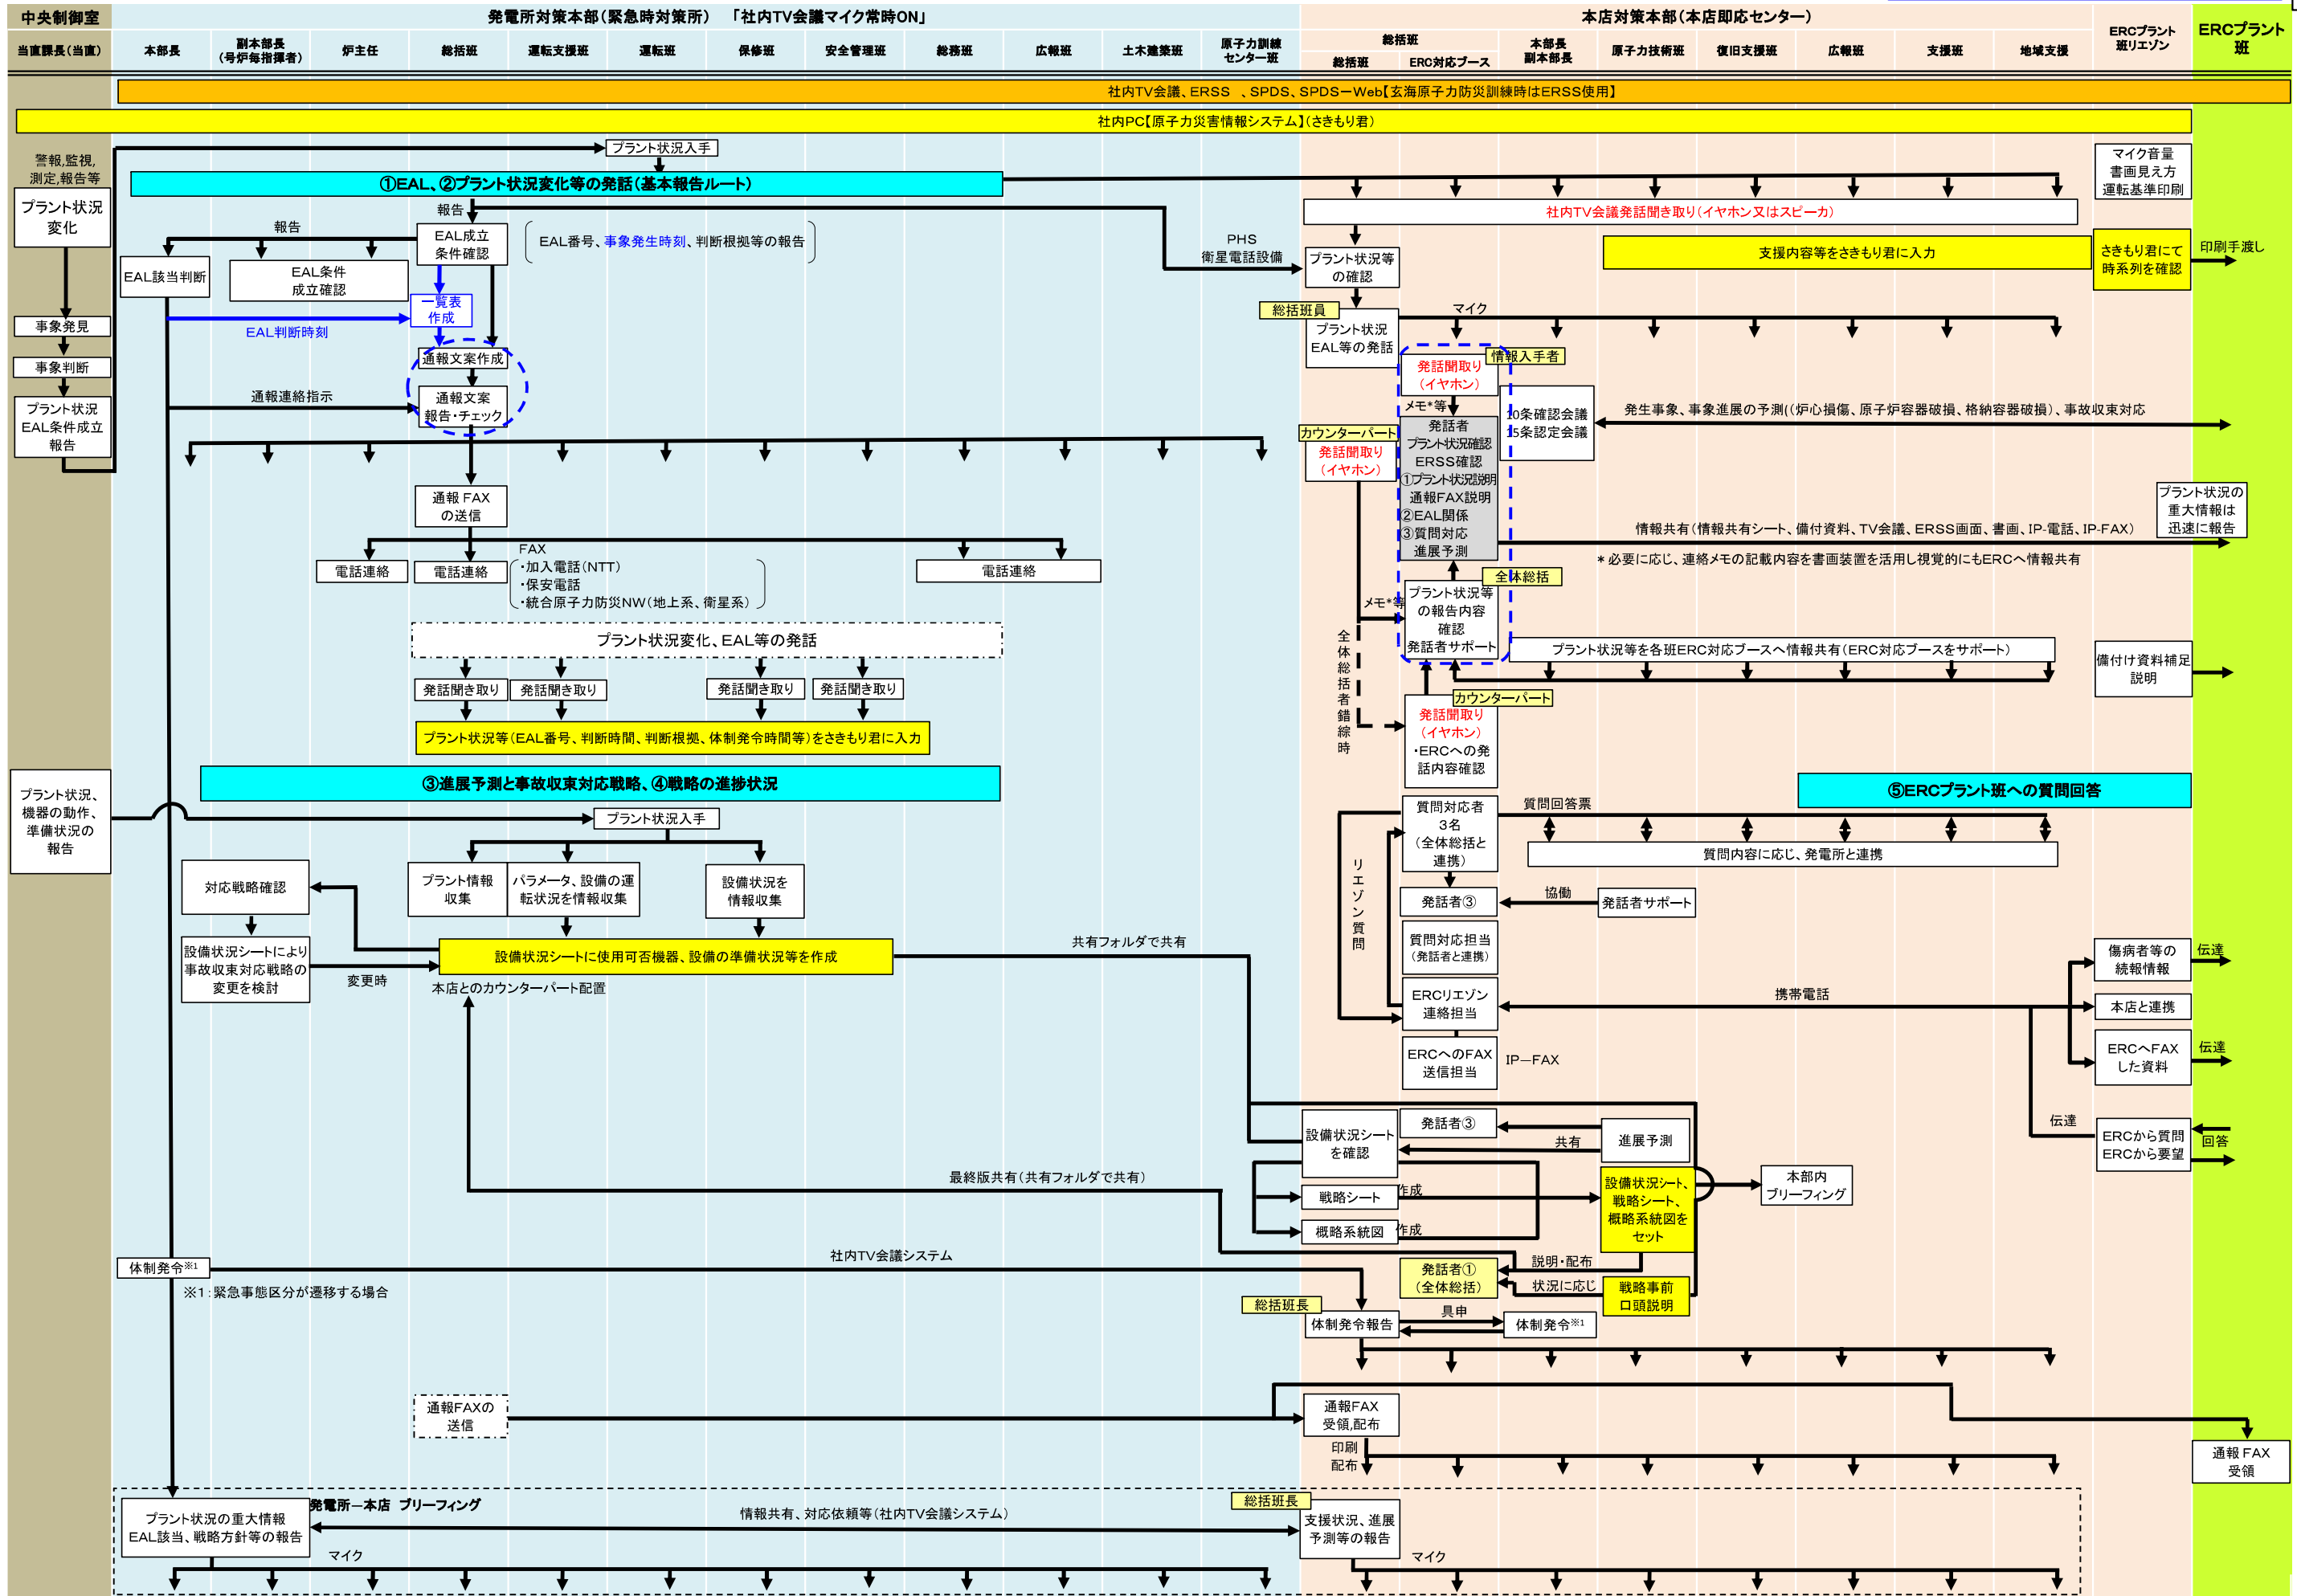 中央制御室
発電所対策本部（緊急時対策所）　「社内TV会議マイク常時ON」
本店対策本部（本店即応センター）
ERCプラント
班リエゾン
ERCプラント
班
当直課長（当直）
本部長
副本部長
（号炉毎指揮者）
炉主任
総括班
運転支援班
運転班
保修班
安全管理班
総務班
広報班
土木建築班
原子力訓練
センター班
総括班
総括班
ERC対応ブース
本部長
副本部長
原子力技術班
復旧支援班
広報班
支援班
地域支援
社内TV会議、ERSS　、SPDS、SPDSーWeb【玄海原子力防災訓練時はERSS使用】
社内PC【原子力災害情報システム】（さきもり君）
警報,監視,
測定,報告等
プラント状況
変化
事象発見
事象判断
プラント状況
EAL条件成立
報告
プラント状況入手
①EAL、②プラント状況変化等の発話（基本報告ルート）
報告
報告
EAL成立
条件確認
EAL番号、事象発生時刻、判断根拠等の報告
EAL該当判断
EAL条件
成立確認
一覧表
作成
EAL判断時刻
通報文案作成
通報連絡指示
通報文案
報告・チェック
通報 FAX
の送信
FAX
・加入電話（NTT）
・保安電話
・統合原子力防災NW（地上系、衛星系）
電話連絡
電話連絡
電話連絡
プラント状況変化、EAL等の発話
発話聞き取り
発話聞き取り
発話聞き取り
発話聞き取り
プラント状況等（EAL番号、判断時間、判断根拠、体制発令時間等）をさきもり君に入力
PHS
衛星電話設備
社内TV会議発話聞き取り（イヤホン又はスピーカ）
プラント状況等
の確認
支援内容等をさきもり君に入力
マイク音量
書画見え方
運転基準印刷
さきもり君にて
時系列を確認
印刷手渡し
総括班員
プラント状況
EAL等の発話
マイク
情報入手者
発話聞取り
（イヤホン）
メモ*等
10条確認会議
15条認定会議
発生事象、事象進展の予測（(炉心損傷、原子炉容器破損、格納容器破損）、事故収束対応
カウンターパート
発話聞取り
（イヤホン）
発話者
プラント状況確認
ERSS確認
①プラント状況説明
通報FAX説明
②EAL関係
③質問対応
進展予測
プラント状況の
重大情報は
迅速に報告
情報共有（情報共有シート、備付資料、TV会議、ERSS画面、書画、IP-電話、IP-FAX）
＊必要に応じ、連絡メモの記載内容を書画装置を活用し視覚的にもERCへ情報共有
全体総括
メモ*等
プラント状況等
の報告内容
確認
発話者サポート
全体総括者錯綜時
プラント状況等を各班ERC対応ブースへ情報共有（ERC対応ブースをサポート）
備付け資料補足
説明
カウンターパート
発話聞取り
（イヤホン）
・ERCへの発
話内容確認
プラント状況、
機器の動作、
準備状況の
報告
③進展予測と事故収束対応戦略、④戦略の進捗状況
⑤ERCプラント班への質問回答
プラント状況入手
対応戦略確認
プラント情報
収集
パラメータ、設備の運
転状況を情報収集
設備状況を
情報収集
設備状況シートにより
事故収束対応戦略の
変更を検討
変更時
設備状況シートに使用可否機器、設備の準備状況等を作成
本店とのカウンターパート配置
共有フォルダで共有
質問対応者
3名
（全体総括と
連携）
質問回答票
質問内容に応じ、発電所と連携
リエゾン質問
発話者③
協働
発話者サポート
質問対応担当
（発話者と連携）
ERCリエゾン
連絡担当
携帯電話
ERCへのFAX
送信担当
IP－FAX
傷病者等の
続報情報
伝達
本店と連携
ERCへFAX
した資料
伝達
伝達
ERCから質問
ERCから要望
回答
設備状況シート
を確認
発話者③
共有
進展予測
最終版共有（共有フォルダで共有）
戦略シート
作成
概略系統図
作成
設備状況シート、
戦略シート、
概略系統図を
セット
本部内
ブリーフィング
体制発令※1
社内TV会議システム
※1：緊急事態区分が遷移する場合
発話者①
（全体総括）
説明・配布
状況に応じ
戦略事前
口頭説明
総括班長
体制発令報告
具申
体制発令※1
通報FAXの
送信
通報FAX
受領,配布
印刷
配布
通報 FAX
受領
発電所－本店　ブリーフィング
プラント状況の重大情報
EAL該当、戦略方針等の報告
情報共有、対応依頼等（社内TV会議システム）
総括班長
支援状況、進展
予測等の報告
マイク
マイク